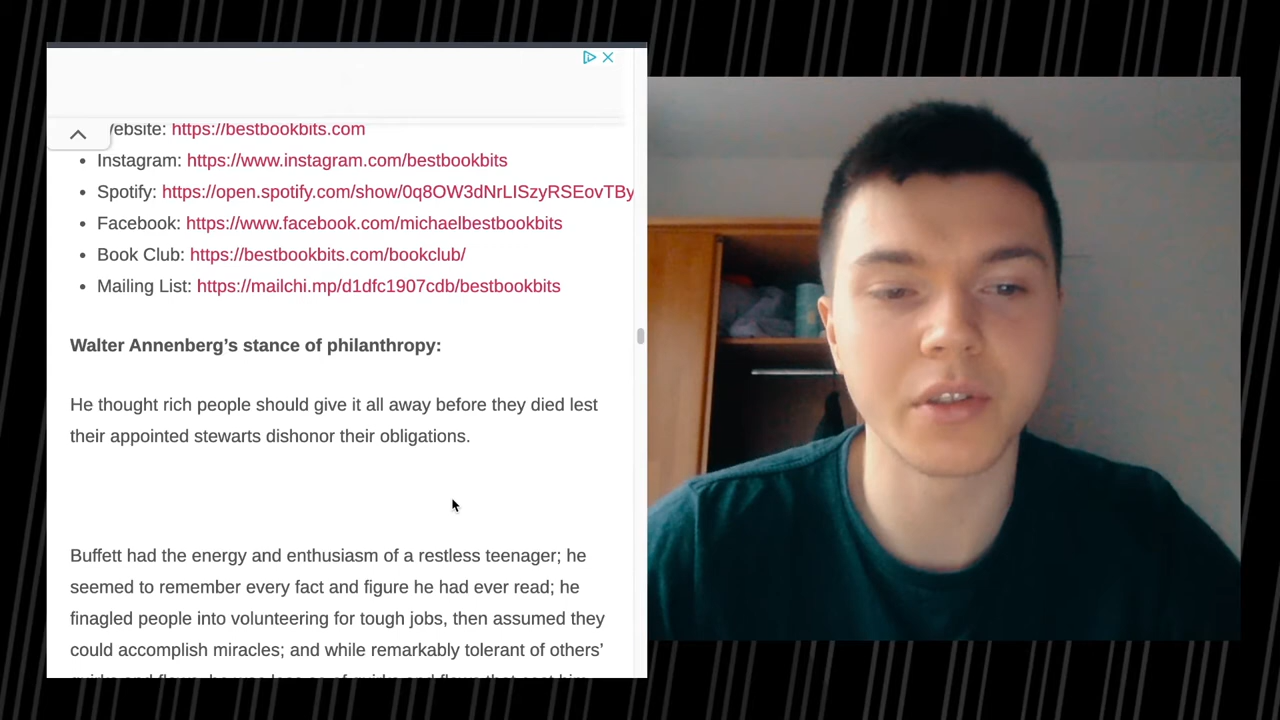 ebsite: https://bestbookbits.com
Instagram: https://www.instagram.com/bestbookbits
Spotify: https://open.spotify.com/show/0q8OW3dNrLISzyRSEovTBy
Facebook: https://www.facebook.com/michaelbestbookbits
Book Club: https://bestbookbits.com/bookclub/
Mailing List: https://mailchi.mp/d1dfc1907cdb/bestbookbits
Walter Annenberg’s stance of philanthropy:
He thought rich people should give it all away before they died lest
their appointed stewarts dishonor their obligations.
Buffett had the energy and enthusiasm of a restless teenager; he
seemed to remember every fact and figure he had ever read; he
finagled people into volunteering for tough jobs, then assumed they
could accomplish miracles; and while remarkably tolerant of others’